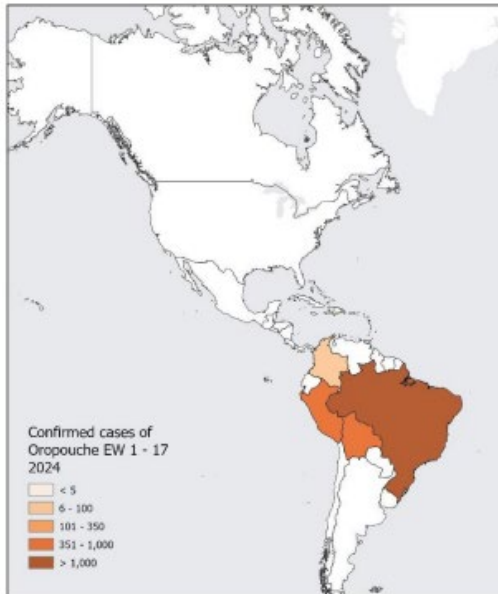 Confirmed cases of
Oropouche EW 1 - 17
2024
< 5
6 - 100
101 - 350
351 - 1,000
> 1,000